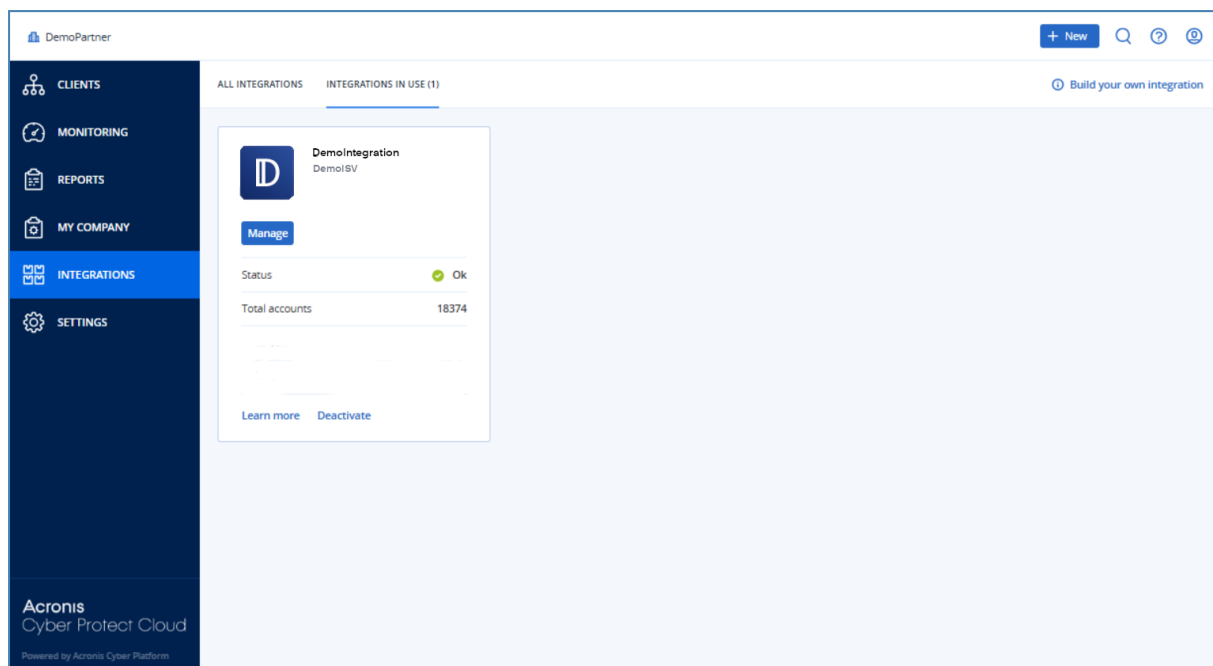 DemoPartner
+ New
CLIENTS
MONITORING
REPORTS
MY COMPANY
INTEGRATIONS
SETTINGS
ALL INTEGRATIONS INTEGRATIONS IN USE (1)
Build your own integration
D
DemoIntegration
DemoISV
Manage
Status Ok
Total accounts 18374
Learn more Deactivate
Acronis
Cyber Protect Cloud
Powered by Acronis Cyber Platform